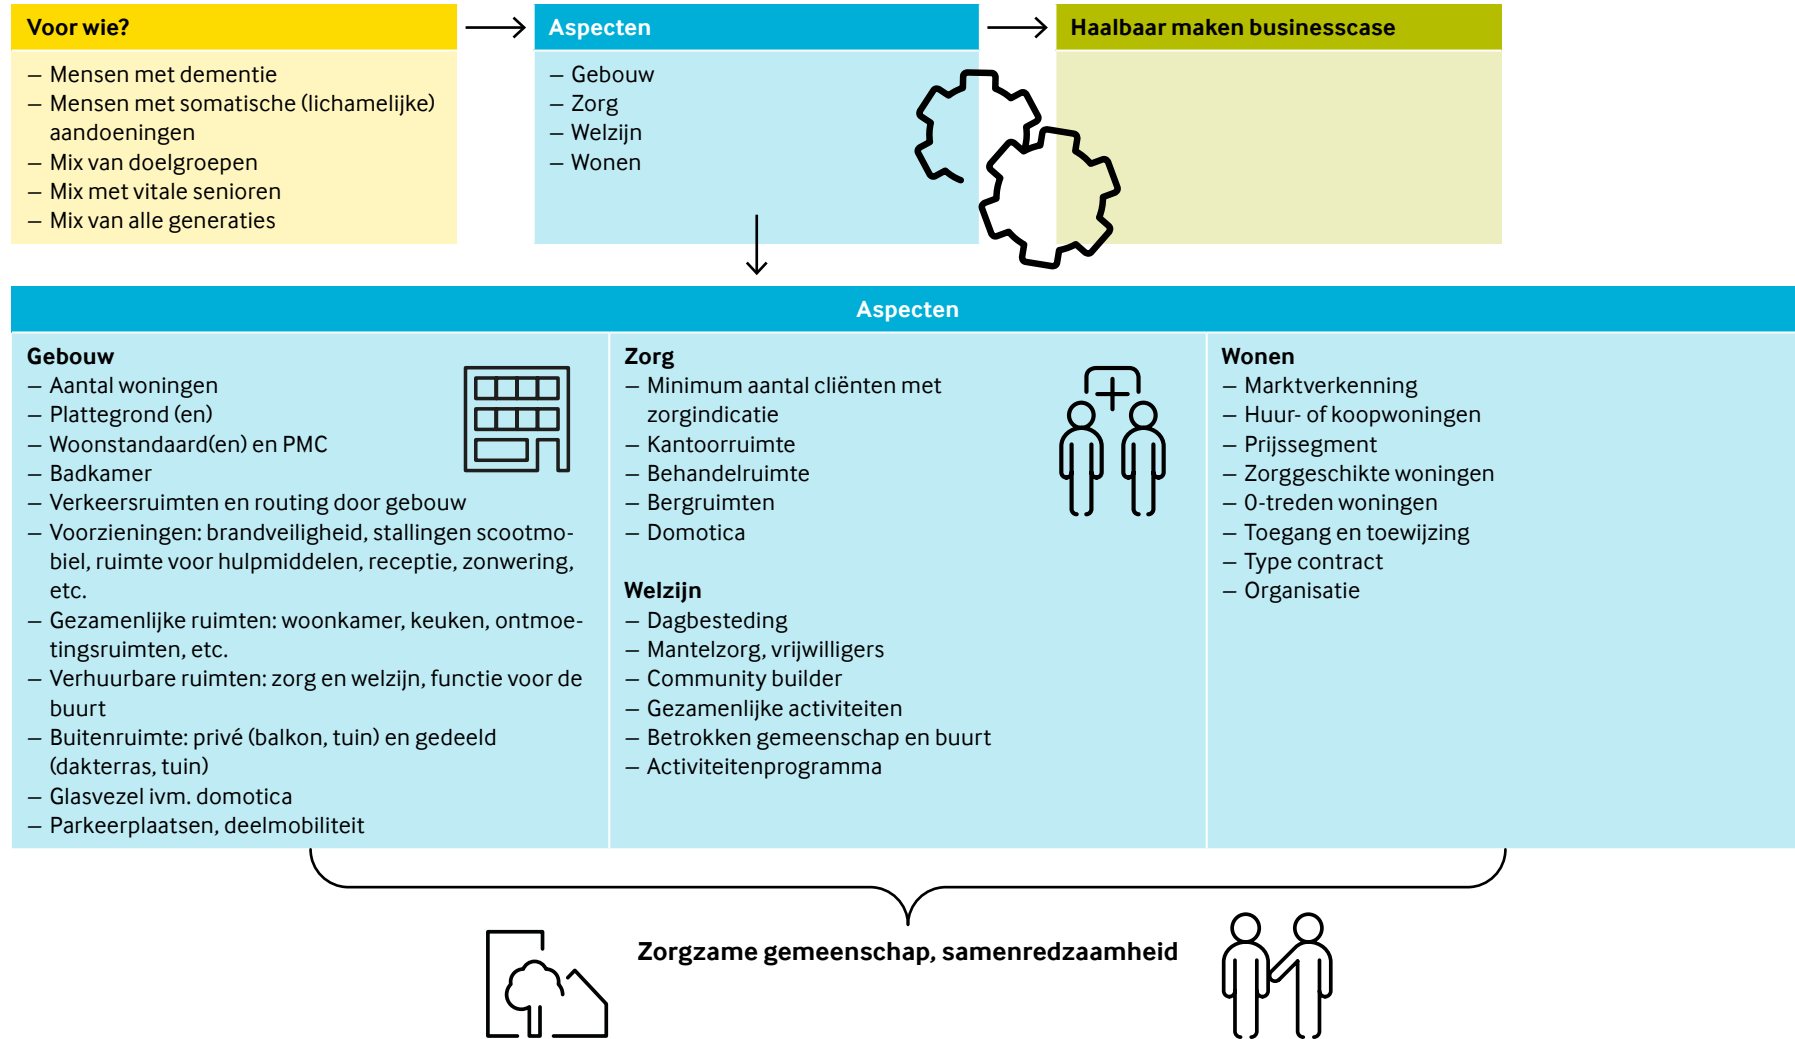 Voor wie?
– Mensen met dementie
– Mensen met somatische (lichamelijke)
aandoeningen
– Mix van doelgroepen
– Mix met vitale senioren
– Mix van alle generaties
Aspecten
– Gebouw
– Zorg
– Welzijn
– Wonen
Haalbaar maken businesscase
Aspecten
Gebouw
– Aantal woningen
– Plattegrond (en)
– Woonstandaard(en) en PMC
– Badkamer
– Verkeersruimten en routing door gebouw
– Voorzieningen: brandveiligheid, stallingen scootmo-
biel, ruimte voor hulpmiddelen, receptie, zonwering,
etc.
– Gezamenlijke ruimten: woonkamer, keuken, ontmoe-
tingsruimten, etc.
– Verhuurbare ruimten: zorg en welzijn, functie voor de
buurt
– Buitenruimte: privé (balkon, tuin) en gedeeld
(dakterras, tuin)
– Glasvezel ivm. domotica
– Parkeerplaatsen, deelmobiliteit
Zorg
– Minimum aantal cliënten met
zorgindicatie
– Kantoorruimte
– Behandelruimte
– Bergruimten
– Domotica
Welzijn
– Dagbesteding
– Mantelzorg, vrijwilligers
– Community builder
– Gezamenlijke activiteiten
– Betrokken gemeenschap en buurt
– Activiteitenprogramma
Wonen
– Marktverkenning
– Huur- of koopwoningen
– Prijssegment
– Zorggeschikte woningen
– 0-treden woningen
– Toegang en toewijzing
– Type contract
– Organisatie
Zorgzame gemeenschap, samenredzaamheid